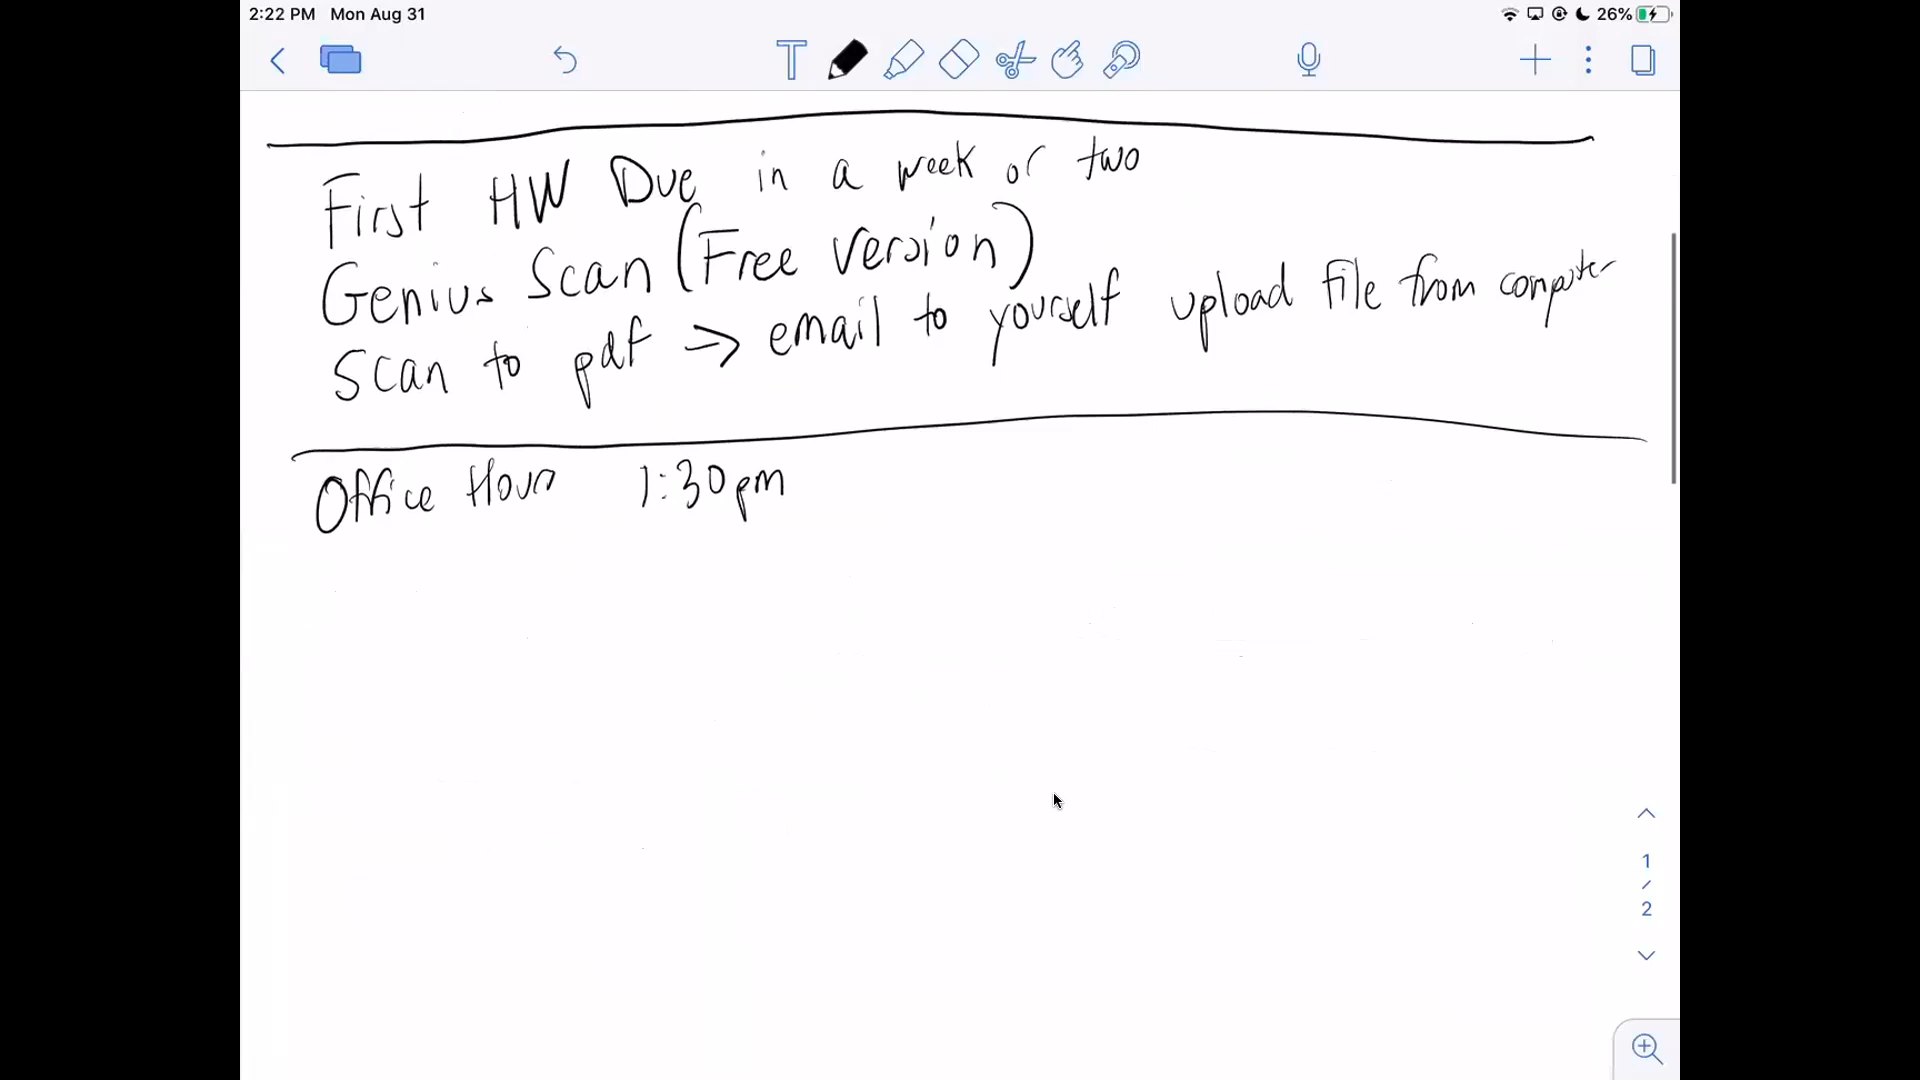 2:22 PM Mon Aug 31 26%
T
First HW Due in a week or two
Genius Scan (Free Version)
Scan to pdf => email to yourself upload file from computer
Office Hours 1:30pm
1
/
2